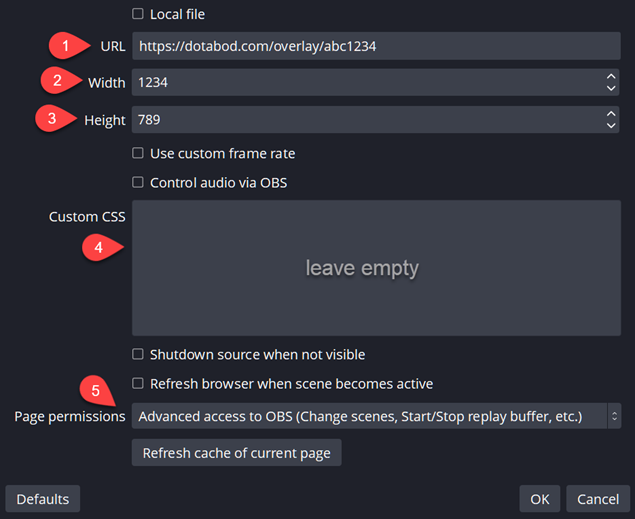 Local file
1 URL https://dotabod.com/overlay/abc1234
2 Width 1234
3 Height 789
Use custom frame rate
Control audio via OBS
Custom CSS
4 leave empty
Shutdown source when not visible
Refresh browser when scene becomes active
5
Page permissions Advanced access to OBS (Change scenes, Start/Stop replay buffer, etc.)
Refresh cache of current page
Defaults OK Cancel